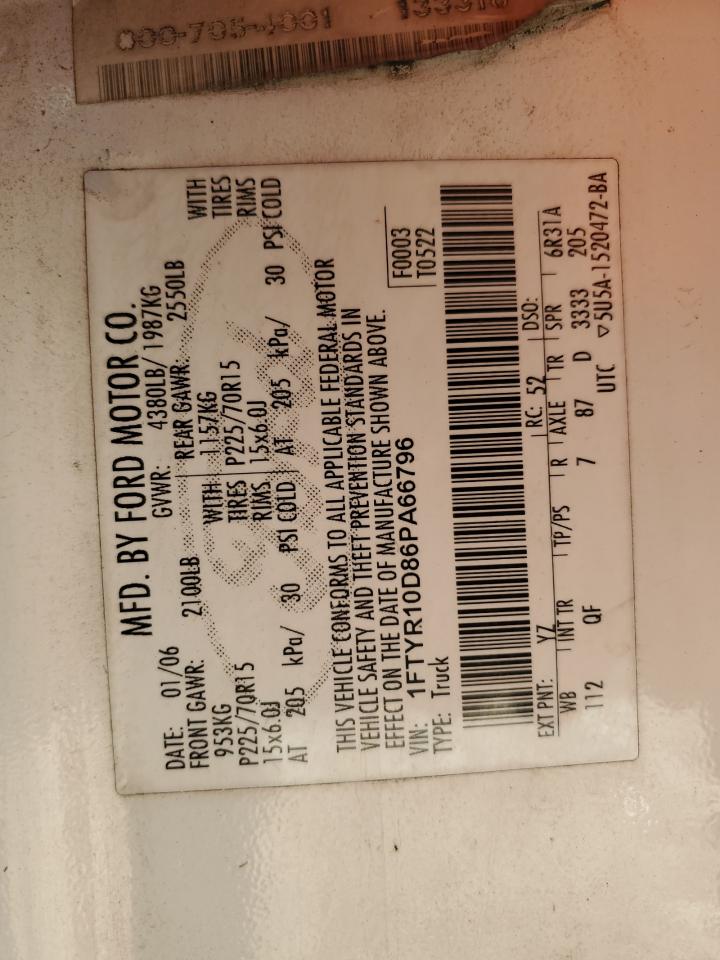 000-705-4001
MFD. BY FORD MOTOR CO.
DATE: 01/06 GVWR: 4380LB/ 1987KG
FRONT GAWR: 2100LB REAR GAWR: 2550LB
953KG WITH 1157KG WITH
P225/70R15 TIRES P225/70R15 TIRES
15x6.0J RIMS 15x6.0J RIMS
AT 205 kPa/ 30 PSI COLD AT 205 kPa/ 30 PSI COLD
THIS VEHICLE CONFORMS TO ALL APPLICABLE FEDERAL MOTOR
VEHICLE SAFETY AND THEFT PREVENTION STANDARDS IN
EFFECT ON THE DATE OF MANUFACTURE SHOWN ABOVE.
VIN: 1FTYR10D86PA66796 F0003
TYPE: Truck T0522
EXT PNT: YZ RC: 52 DSO:
WB INT TR TP/PS R AXLE TR SPR 6R31A
112 QF 7 87 D 3333 205
UTC ▽5U5A-1520472-BA